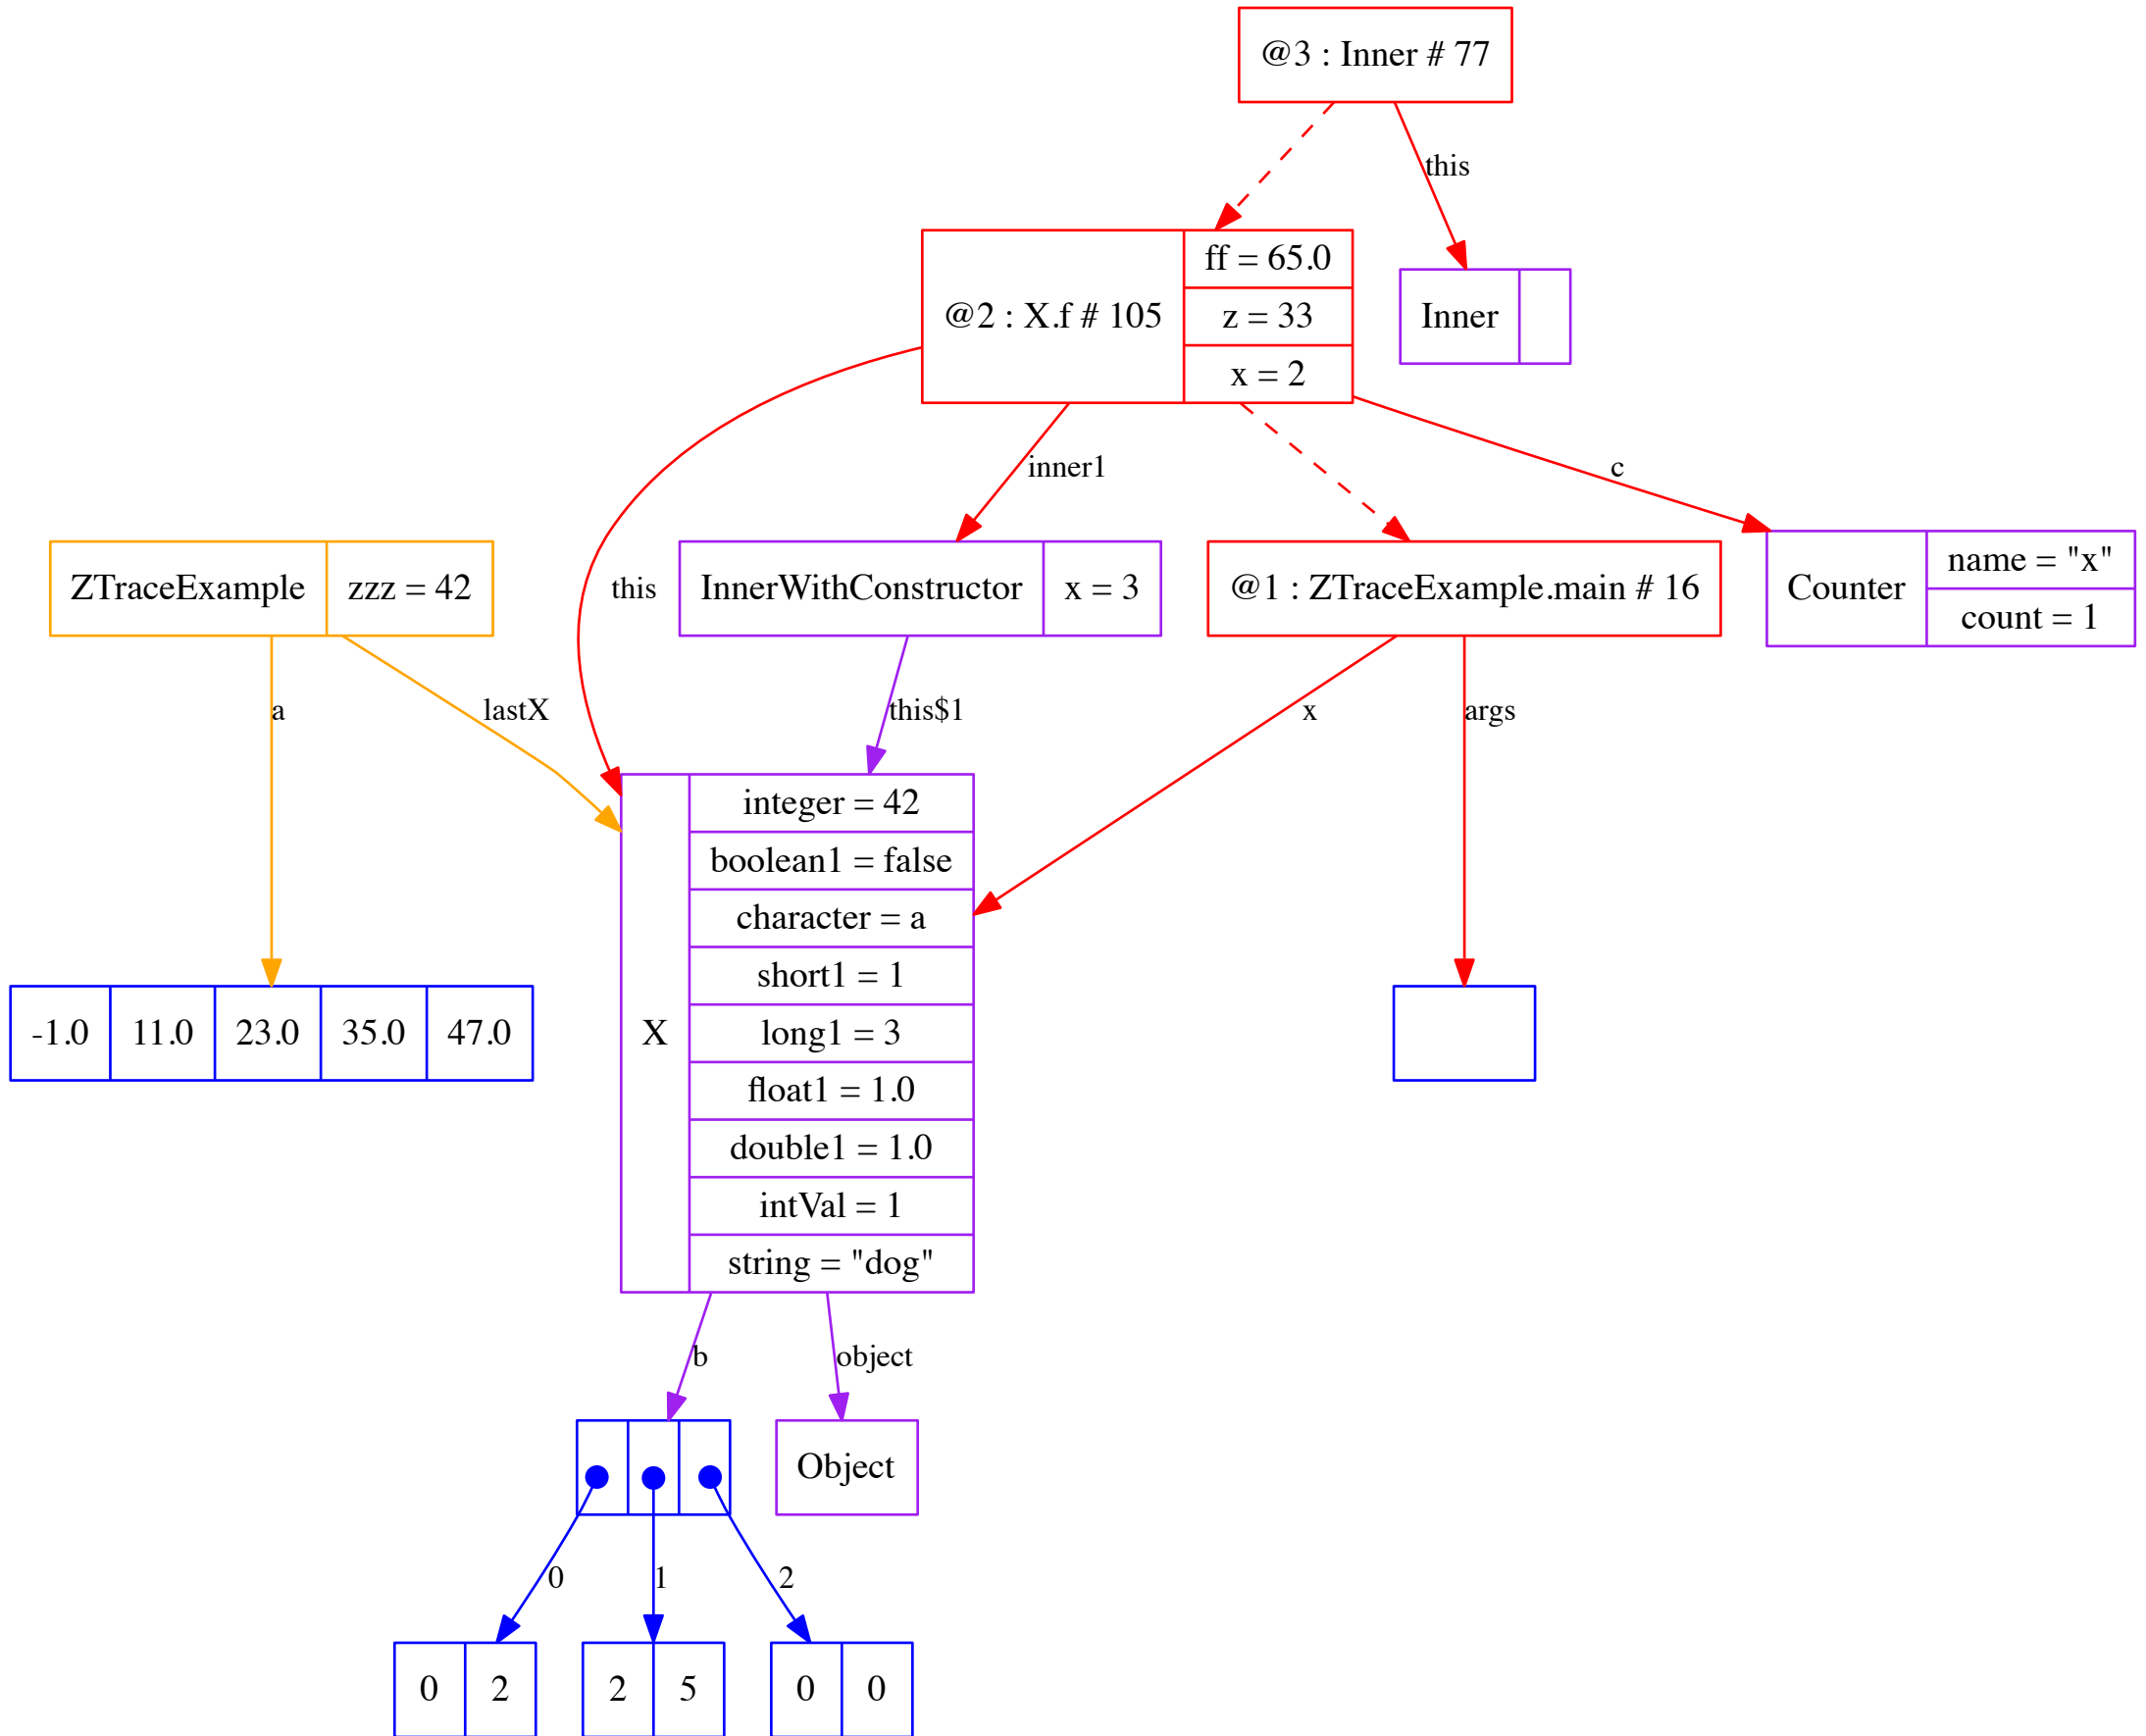 @3 : Inner # 77
this
@2 : X.f # 105
ff = 65.0
z = 33
x = 2
Inner
inner1
c
ZTraceExample
zzz = 42
this
InnerWithConstructor
x = 3
@1 : ZTraceExample.main # 16
Counter
name = "x"
count = 1
a
lastX
this$1
x
args
X
integer = 42
boolean1 = false
character = a
short1 = 1
long1 = 3
float1 = 1.0
double1 = 1.0
intVal = 1
string = "dog"
-1.0 11.0 23.0 35.0 47.0
b
object
Object
0
1
2
0 2
2 5
0 0